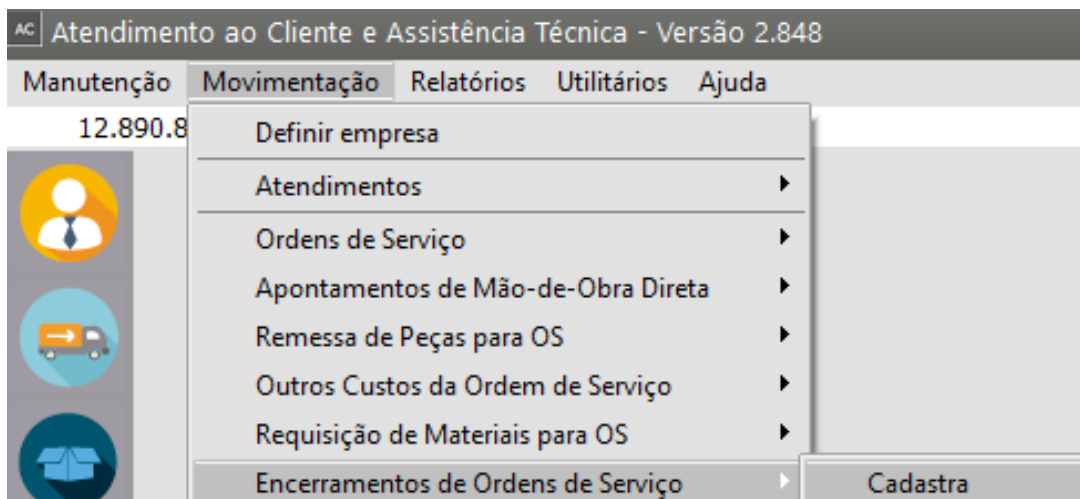 AC Atendimento ao Cliente e Assistência Técnica - Versão 2.848
Manutenção Movimentação Relatórios Utilitários Ajuda
12.890.8
Definir empresa
Atendimentos
Ordens de Serviço
Apontamentos de Mão-de-Obra Direta
Remessa de Peças para OS
Outros Custos da Ordem de Serviço
Requisição de Materiais para OS
Encerramentos de Ordens de Serviço Cadastra